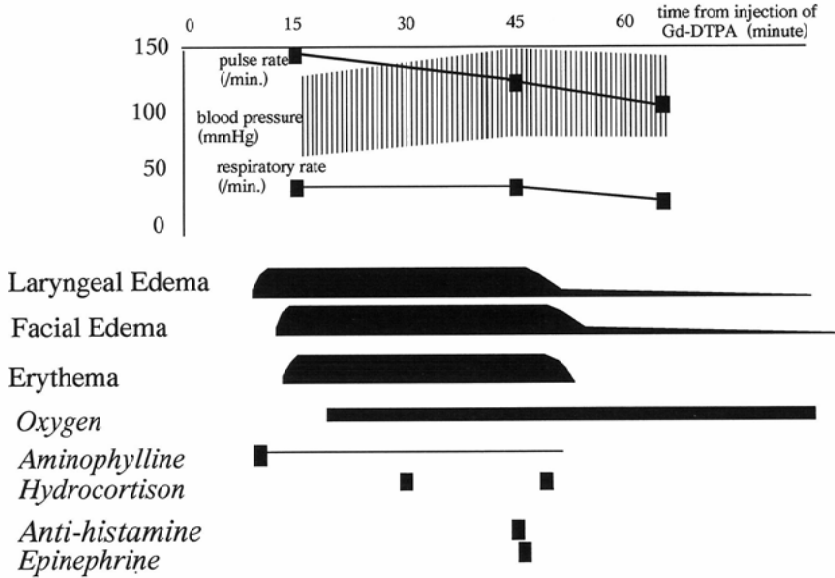 0 15 30 45 60 time from injection of
Gd-DTPA (minute)
150
pulse rate
(/min.)
100
blood pressure
(mmHg)
50
respiratory rate
(/min.)
0
Laryngeal Edema
Facial Edema
Erythema
Oxygen
Aminophylline
Hydrocortison
Anti-histamine
Epinephrine